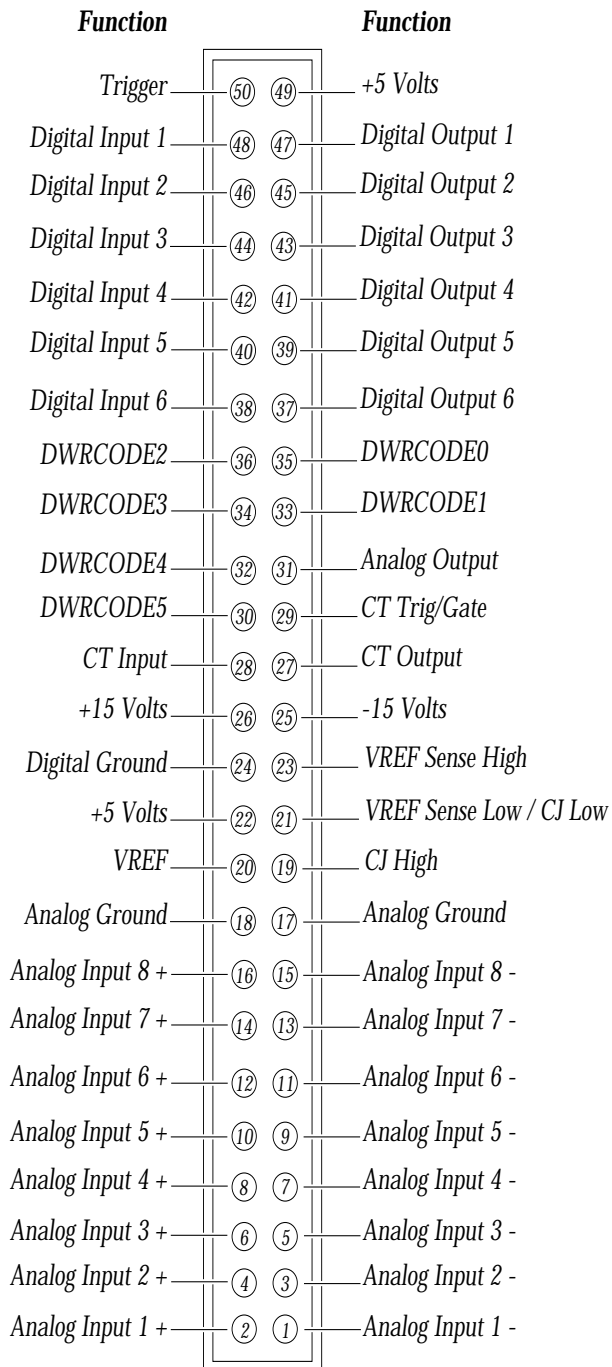 Function Function
Trigger 50 49 +5 Volts
Digital Input 1 48 47 Digital Output 1
Digital Input 2 46 45 Digital Output 2
Digital Input 3 44 43 Digital Output 3
Digital Input 4 42 41 Digital Output 4
Digital Input 5 40 39 Digital Output 5
Digital Input 6 38 37 Digital Output 6
DWRCODE2 36 35 DWRCODE0
DWRCODE3 34 33 DWRCODE1
DWRCODE4 32 31 Analog Output
DWRCODE5 30 29 CT Trig/Gate
CT Input 28 27 CT Output
+15 Volts 26 25 -15 Volts
Digital Ground 24 23 VREF Sense High
+5 Volts 22 21 VREF Sense Low / CJ Low
VREF 20 19 CJ High
Analog Ground 18 17 Analog Ground
Analog Input 8 + 16 15 Analog Input 8 -
Analog Input 7 + 14 13 Analog Input 7 -
Analog Input 6 + 12 11 Analog Input 6 -
Analog Input 5 + 10 9 Analog Input 5 -
Analog Input 4 + 8 7 Analog Input 4 -
Analog Input 3 + 6 5 Analog Input 3 -
Analog Input 2 + 4 3 Analog Input 2 -
Analog Input 1 + 2 1 Analog Input 1 -